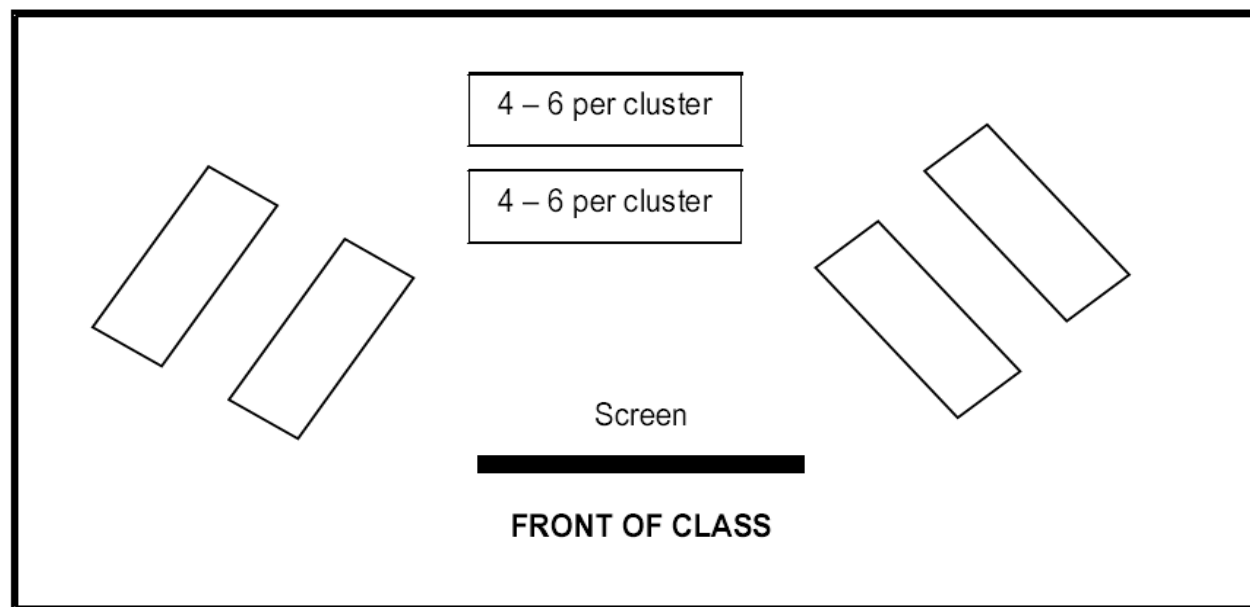 4 – 6 per cluster
4 – 6 per cluster
Screen
FRONT OF CLASS